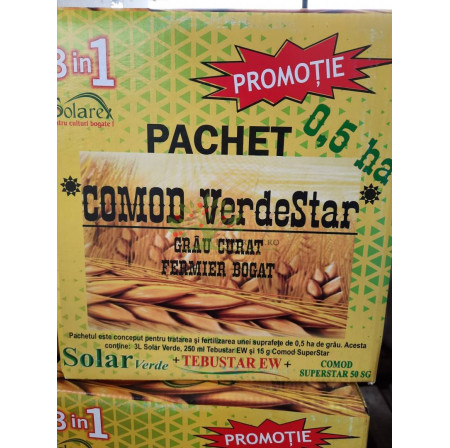 3 in 1
PROMOȚIE
Solarex
pentru culturi bogate !
0,5 ha
PACHET
COMOD VerdeStar
GRÂU CURAT
FERMIER BOGAT
Pachetul este conceput pentru tratarea și fertilizarea unei suprafețe de 0,5 ha de grâu. Acesta
conține: 3L Solar Verde, 250 ml Tebustar EW și 15 g Comod SuperStar
Solar Verde + TEBUSTAR EW + COMOD
SUPERSTAR 50 SG
3 in 1
PROMOȚIE